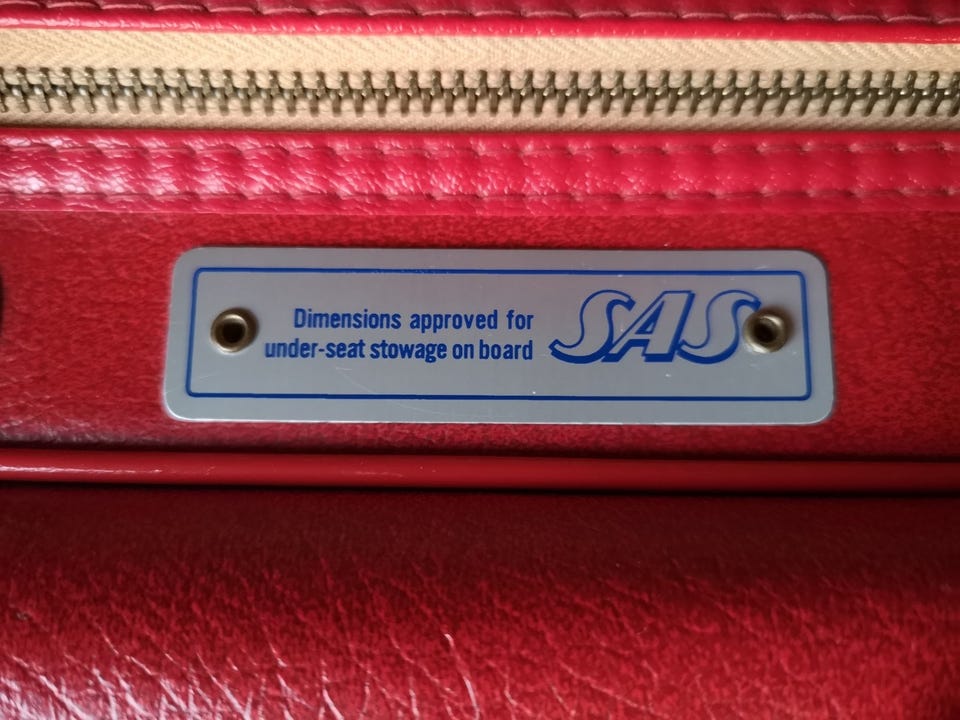 Dimensions approved for
under-seat stowage on board
SAS